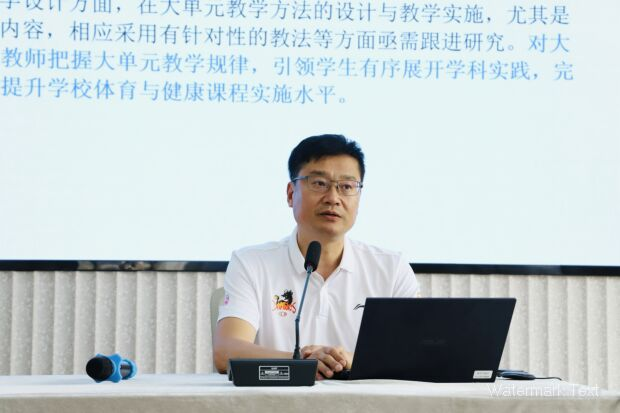 学设计方面，在大单元教学方法的设计与教学实施，尤其是
内容，相应采用有针对性的教法等方面亟需跟进研究。对大
教师把握大单元教学规律，引领学生有序展开学科实践，完
提升学校体育与健康课程实施水平。
ASUS
Watermark Text